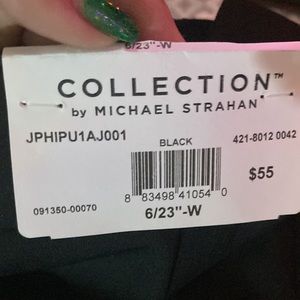 6/23"-W
COLLECTION™
by MICHAEL STRAHAN™
JPHIPU1AJ001
BLACK
421-8012 0042
$55
8 83498 41054 0
091350-00070
6/23"-W